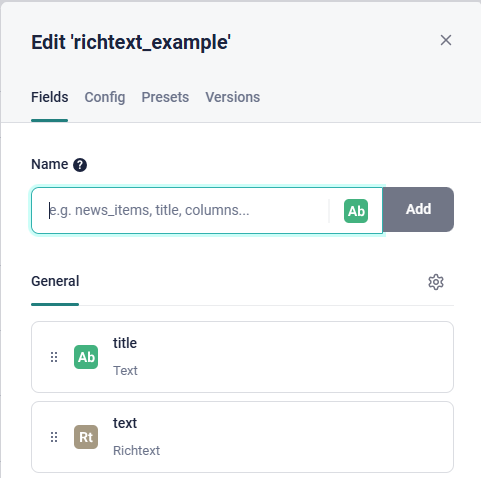 Edit 'richtext_example'
Fields Config Presets Versions
Name ?
e.g. news_items, title, columns... Ab Add
General
Ab title
Text
Rt text
Richtext